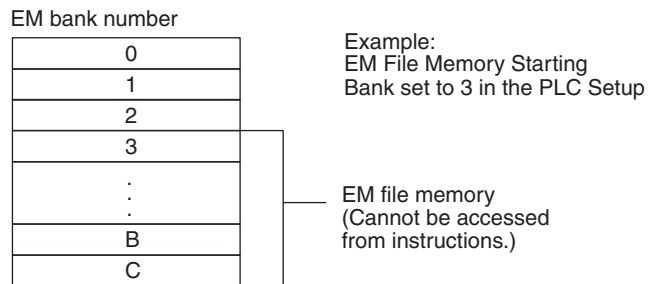 EM bank number
0
1
2
3
.
.
.
B
C
Example:
EM File Memory Starting
Bank set to 3 in the PLC Setup
EM file memory
(Cannot be accessed
from instructions.)